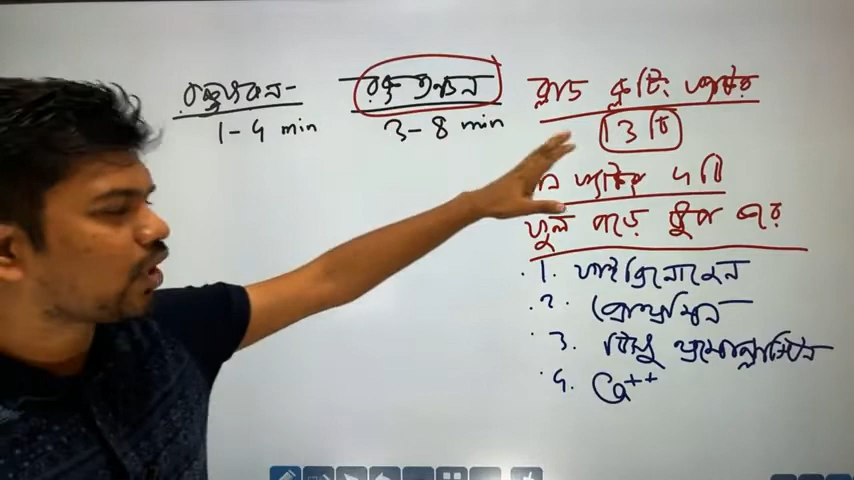 রক্তক্ষরণ-
1-4 min
রক্ত তঞ্চন
3-8 min
ব্লাড ক্লটিং ফ্যাক্টর
13 টি
ফ্যাক্টর ৪ টি
ফুল পড়ে টুপ করে
1. ফাইব্রিনোজেন
2. প্রোথ্রম্বিন
3. টিস্যু থ্রম্বোপ্লাস্টিন
4. Ca++